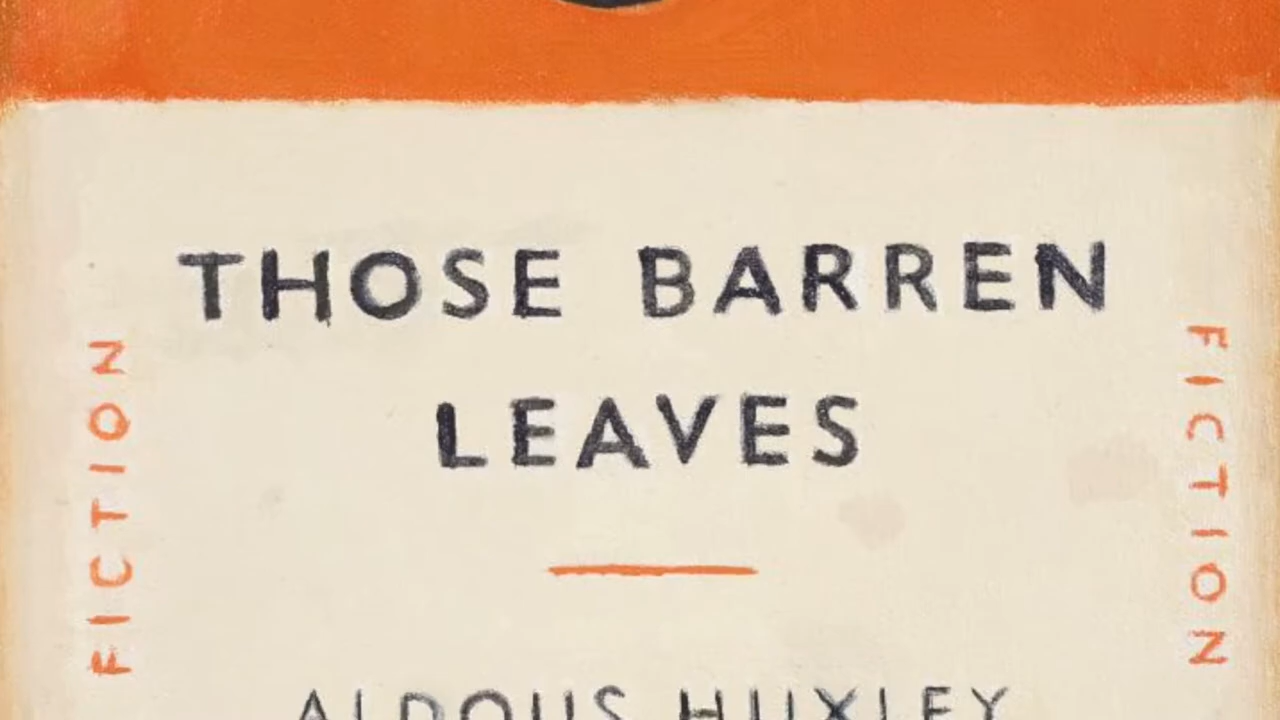 THOSE BARREN
LEAVES
FICTION
FICTION
ALDOUS HUXLEY